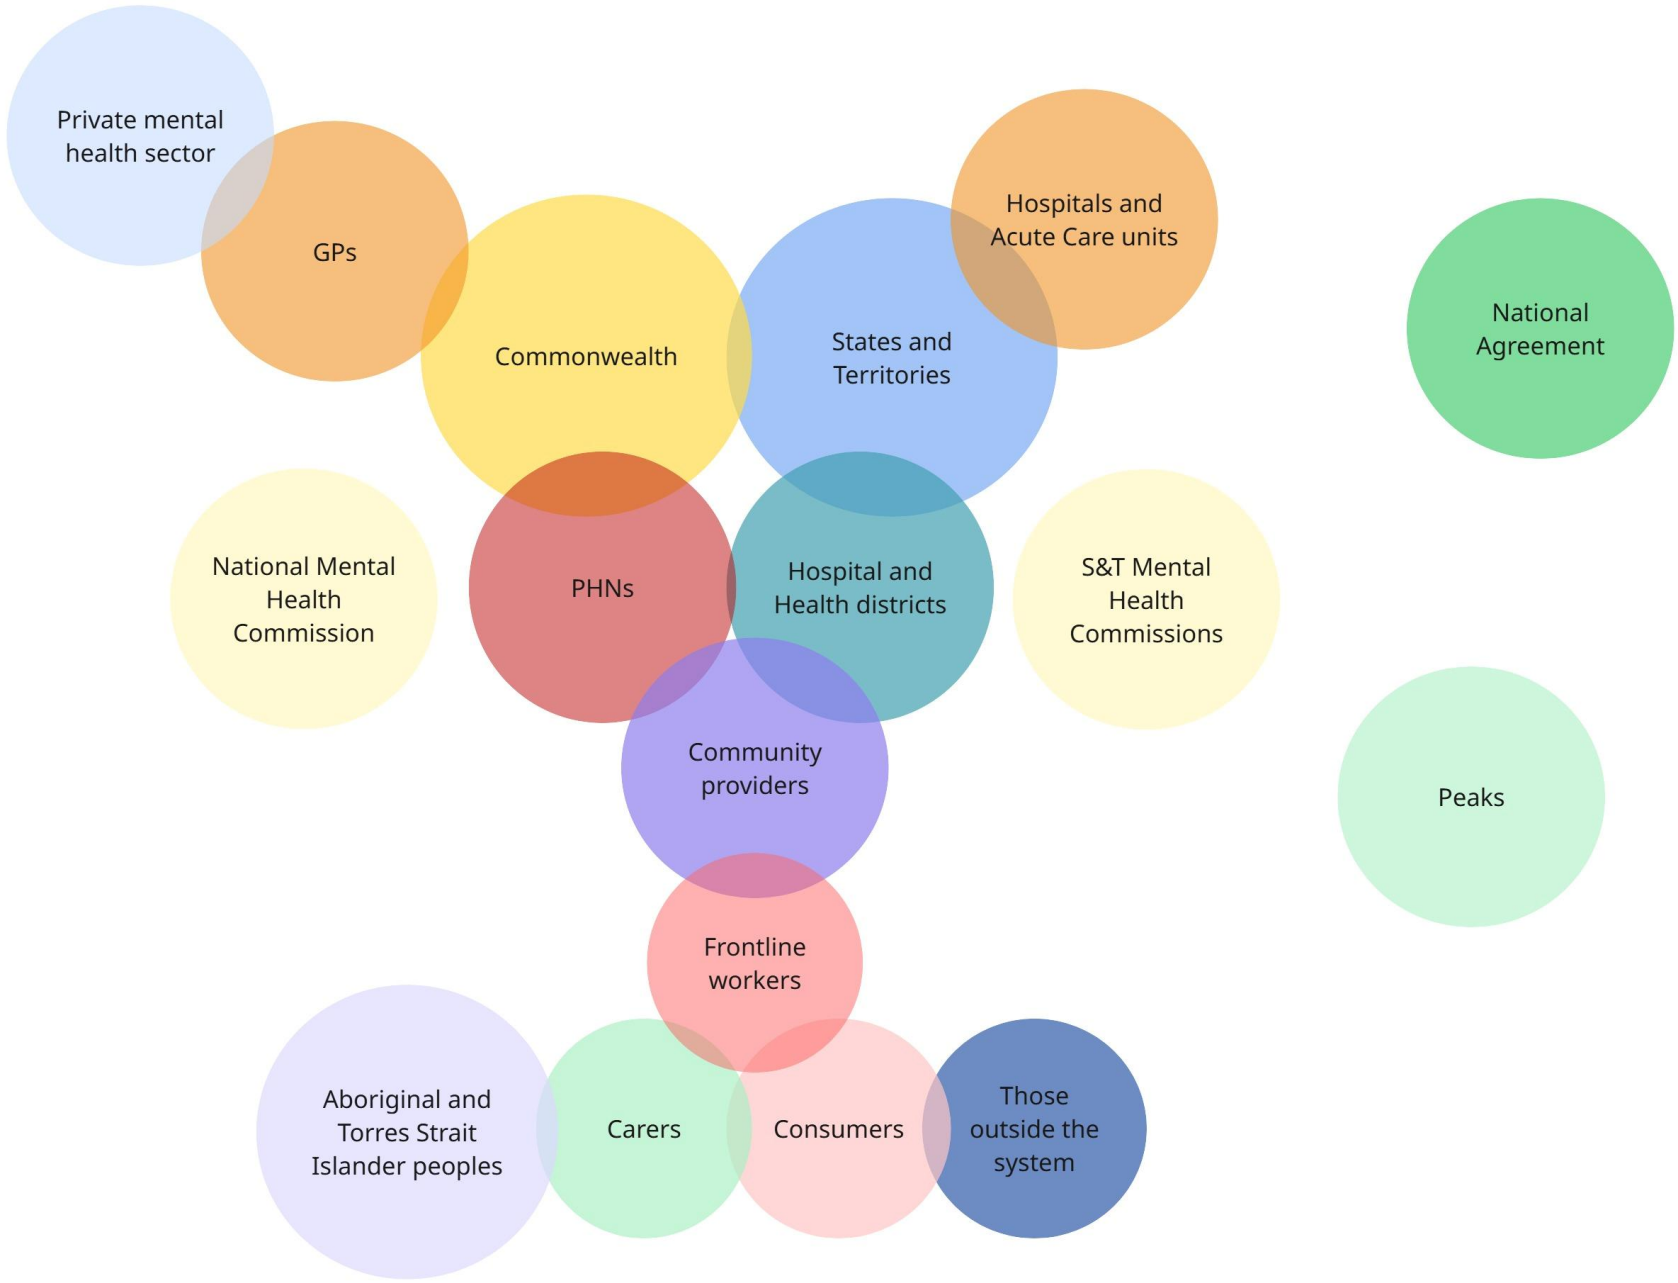 Private mental
health sector
GPs
Commonwealth
States and
Territories
Hospitals and
Acute Care units
National
Agreement
National Mental
Health
Commission
PHNs
Hospital and
Health districts
S&T Mental
Health
Commissions
Community
providers
Peaks
Frontline
workers
Aboriginal and
Torres Strait
Islander peoples
Carers
Consumers
Those
outside the
system